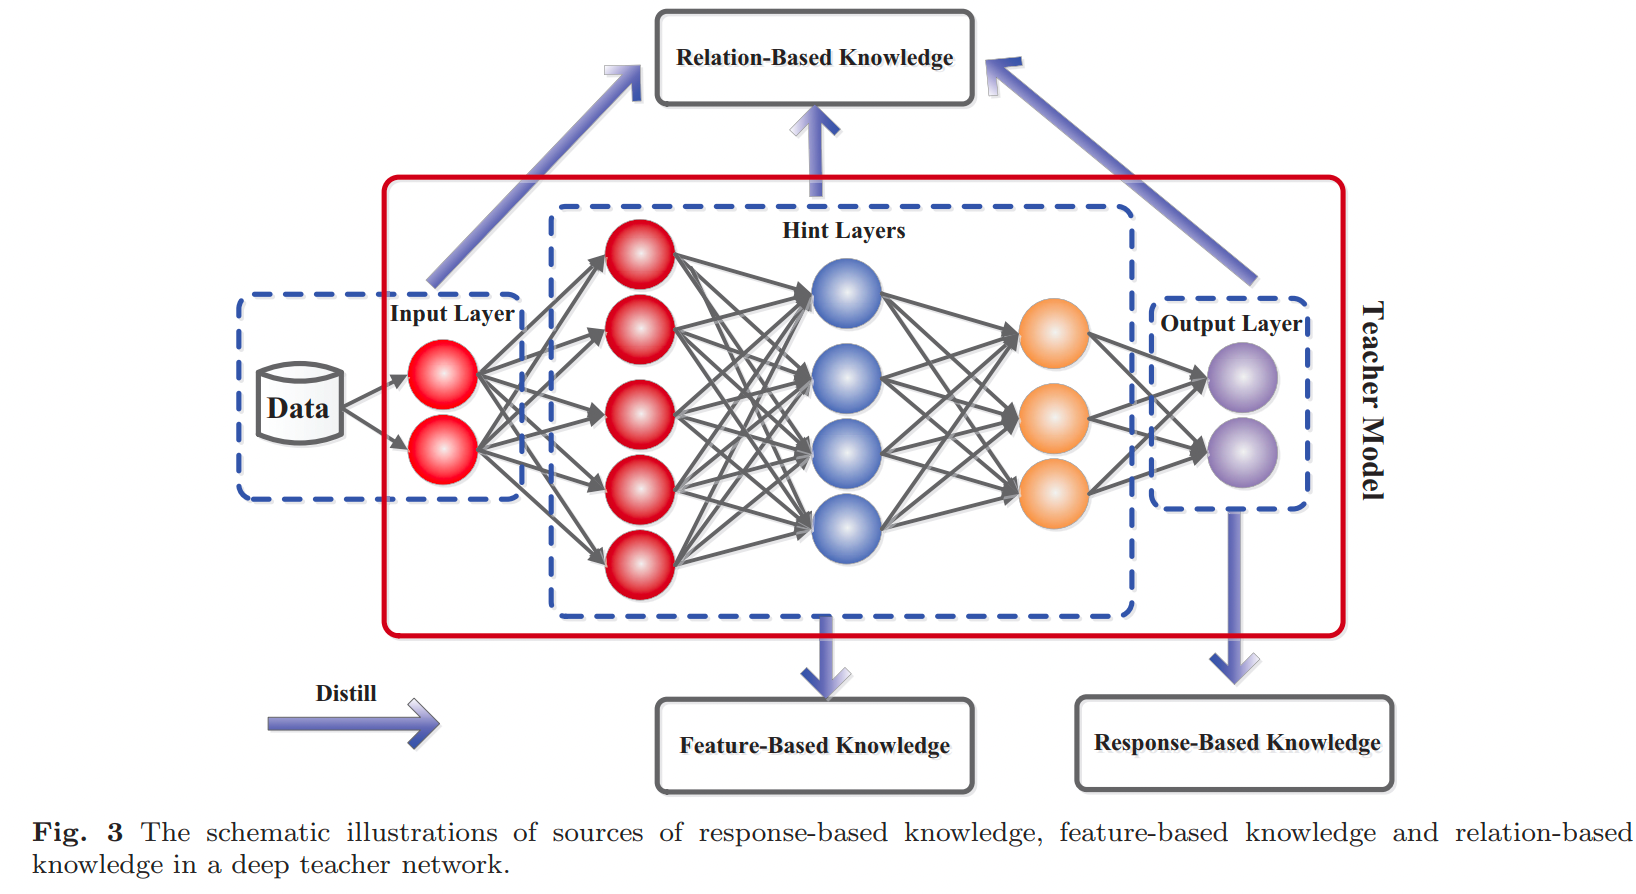 Relation-Based Knowledge
Hint Layers
Input Layer
Output Layer
Data
Teacher Model
Distill
Feature-Based Knowledge
Response-Based Knowledge
Fig. 3 The schematic illustrations of sources of response-based knowledge, feature-based knowledge and relation-based
knowledge in a deep teacher network.